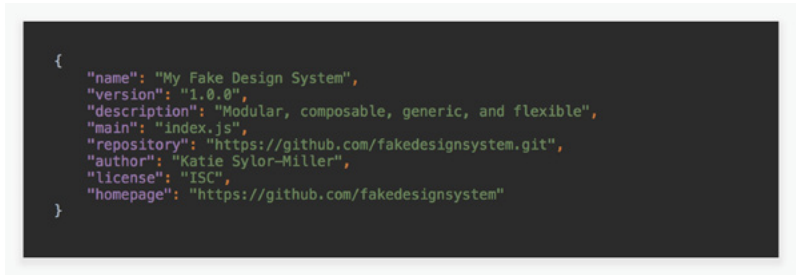 {
"name": "My Fake Design System",
"version": "1.0.0",
"description": "Modular, composable, generic, and flexible",
"main": "index.js",
"repository": "https://github.com/fakedesignsystem.git",
"author": "Katie Sylor-Miller",
"license": "ISC",
"homepage": "https://github.com/fakedesignsystem"
}